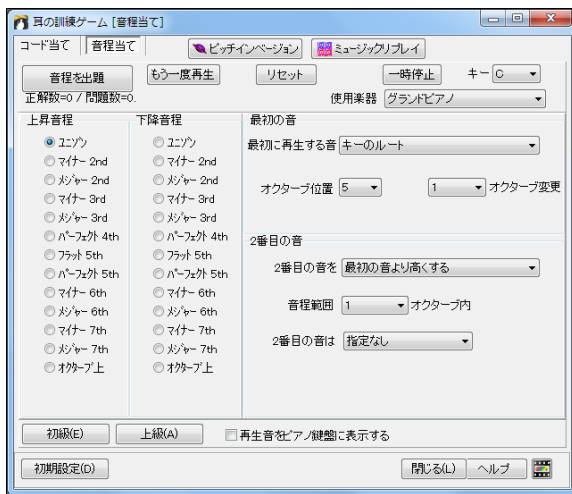 耳の訓練ゲーム [音程当て]
コード当て 音程当て ピッチインベージョン ミュージックリプレイ
音程を出題 もう一度再生 リセット 一時停止 キー C
正解数=0 / 問題数=0. 使用楽器 グランドピアノ
上昇音程 下降音程 最初の音
ユニゾン ユニゾン
最初に再生する音 キーのルート
マイナー 2nd マイナー 2nd
メジャー 2nd メジャー 2nd
オクターブ位置 5 1 オクターブ変更
マイナー 3rd マイナー 3rd
メジャー 3rd メジャー 3rd
パーフェクト 4th パーフェクト 4th
2番目の音
フラット 5th フラット 5th
2番目の音を 最初の音より高くする
パーフェクト 5th パーフェクト 5th
マイナー 6th マイナー 6th
音程範囲 1 オクターブ内
メジャー 6th メジャー 6th
マイナー 7th マイナー 7th
2番目の音は 指定なし
メジャー 7th メジャー 7th
オクターブ上 オクターブ上
初級(E) 上級(A) 再生音をピアノ鍵盤に表示する
初期設定(D) 閉じる(L) ヘルプ